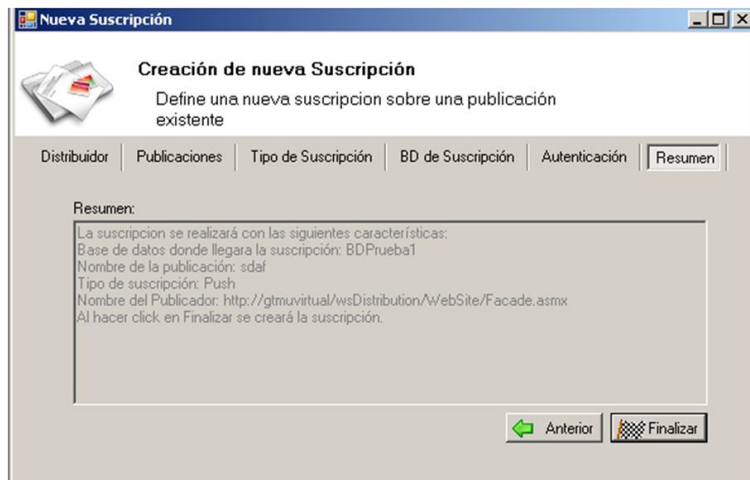 Nueva Suscripción
Creación de nueva Suscripción
Define una nueva suscripcion sobre una publicación
existente
Distribuidor Publicaciones Tipo de Suscripción BD de Suscripción Autenticación Resumen
Resumen:
La suscripcion se realizará con las siguientes características:
Base de datos donde llegara la suscripción: BDPrueba1
Nombre de la publicación: sdaf
Tipo de suscripción: Push
Nombre del Publicador: http://gtmuvirtual/wsDistribution/WebSite/Facade.asmx
Al hacer click en Finalizar se creará la suscripción.
Anterior Finalizar